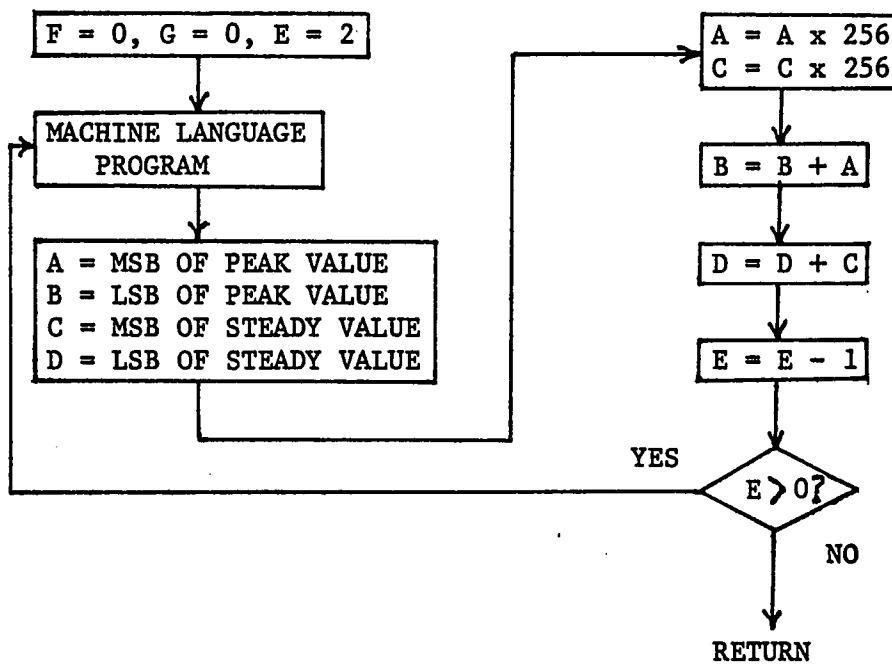 F = 0, G = 0, E = 2
MACHINE LANGUAGE
PROGRAM
A = MSB OF PEAK VALUE
B = LSB OF PEAK VALUE
C = MSB OF STEADY VALUE
D = LSB OF STEADY VALUE
A = A x 256
C = C x 256
B = B + A
D = D + C
E = E - 1
E > 0?
YES
NO
RETURN